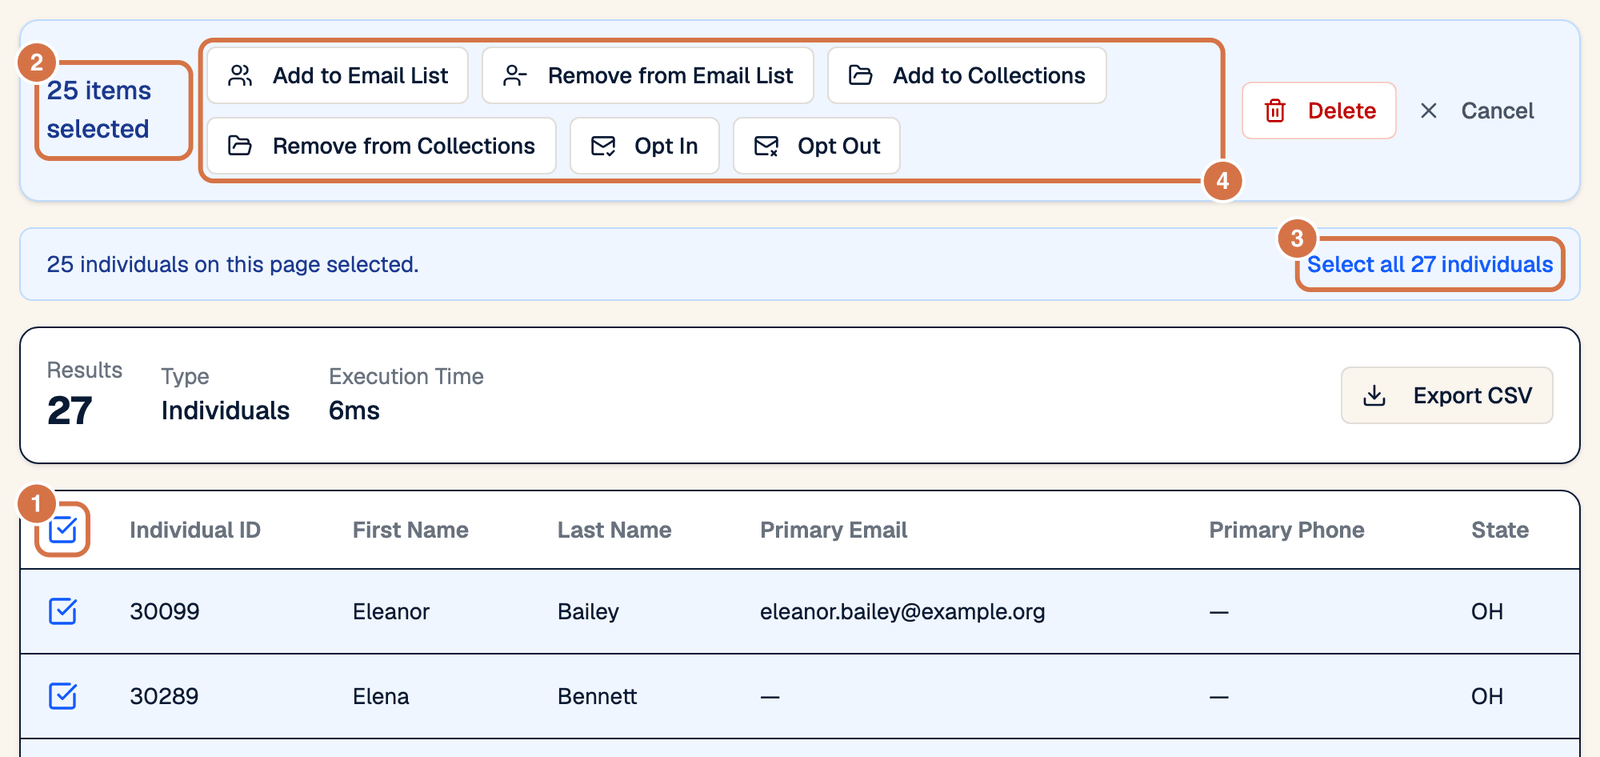 2
25 items
selected
Add to Email List
Remove from Email List
Add to Collections
Remove from Collections
Opt In
Opt Out
4
Delete
Cancel
25 individuals on this page selected.
3
Select all 27 individuals
Results
27
Type
Individuals
Execution Time
6ms
Export CSV
1
Individual ID First Name Last Name Primary Email Primary Phone State
30099 Eleanor Bailey eleanor.bailey@example.org — OH
30289 Elena Bennett — — OH